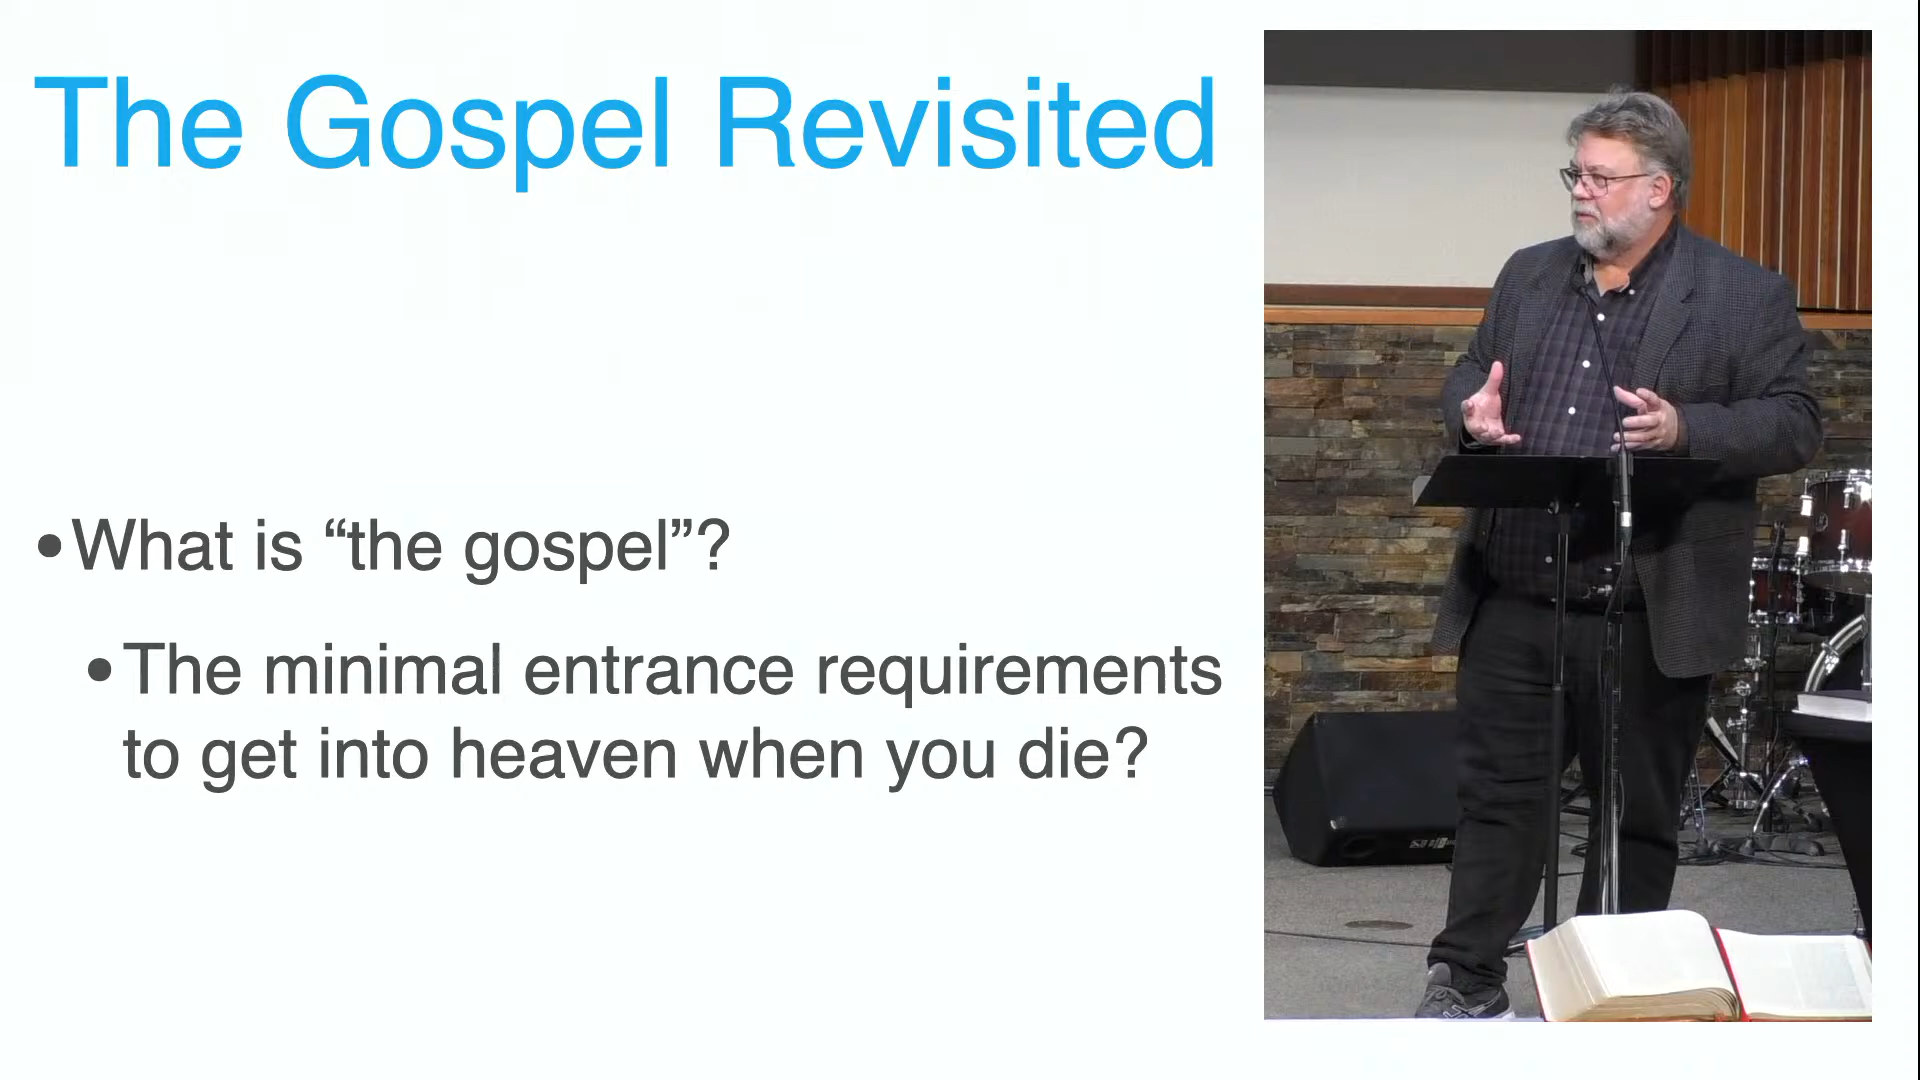 The Gospel Revisited
•What is “the gospel”?
•The minimal entrance requirements
to get into heaven when you die?